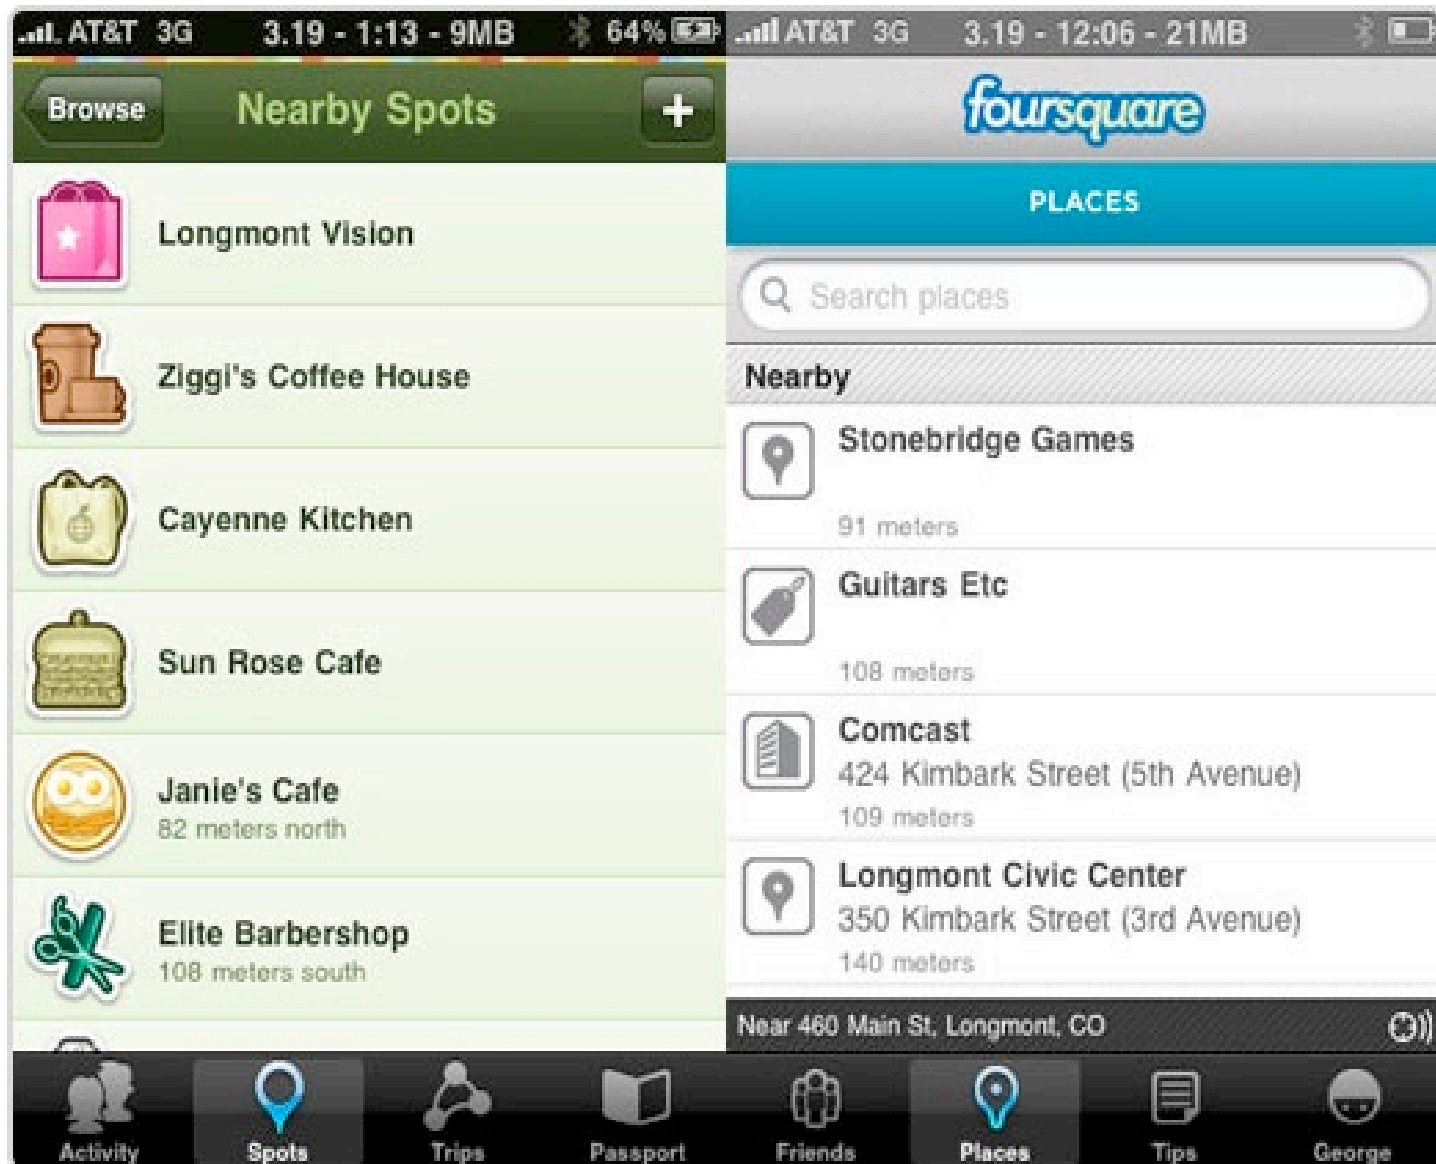 AT&T 3G 3.19 - 1:13 - 9MB 64%
Browse Nearby Spots +
Longmont Vision
Ziggi's Coffee House
Cayenne Kitchen
Sun Rose Cafe
Janie's Cafe
82 meters north
Elite Barbershop
108 meters south
Activity Spots Trips Passport
AT&T 3G 3.19 - 12:06 - 21MB
foursquare
PLACES
Search places
Nearby
Stonebridge Games
91 meters
Guitars Etc
108 meters
Comcast
424 Kimbark Street (5th Avenue)
109 meters
Longmont Civic Center
350 Kimbark Street (3rd Avenue)
140 meters
Near 460 Main St, Longmont, CO
Friends Places Tips George